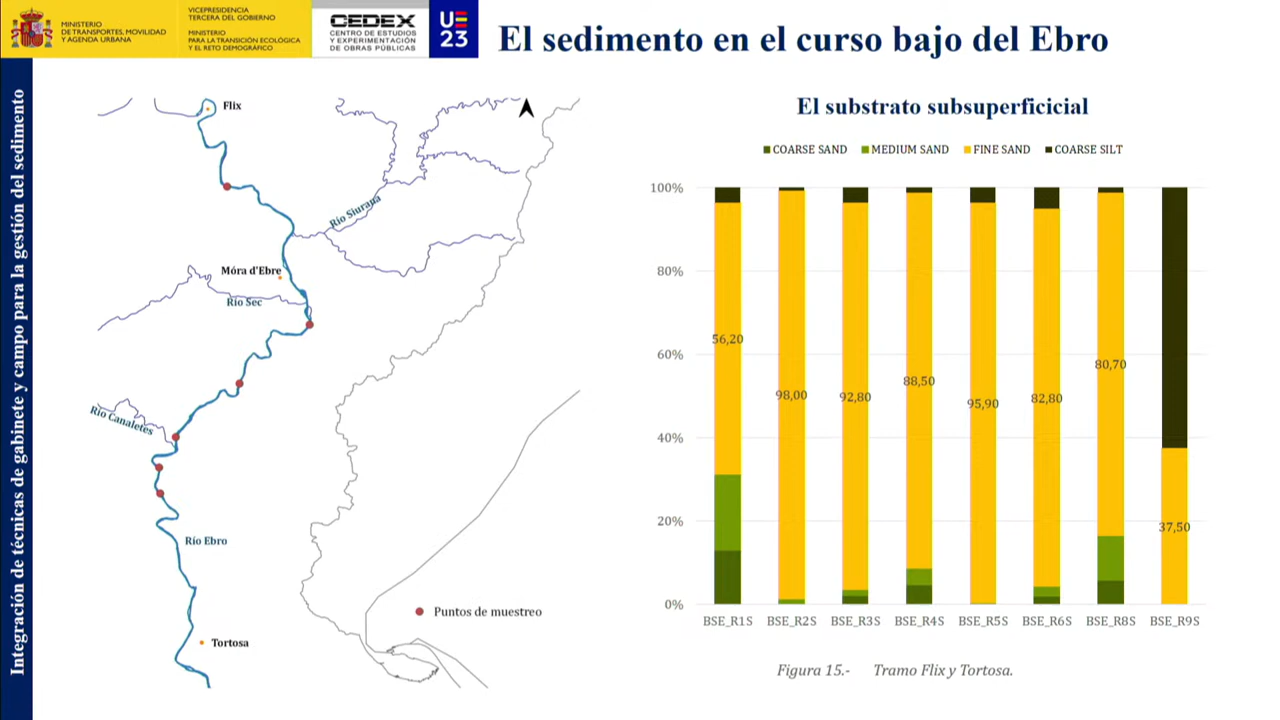 MINISTERIO
DE TRANSPORTES, MOVILIDAD
Y AGENDA URBANA
VICEPRESIDENCIA
TERCERA DEL GOBIERNO
MINISTERIO
PARA LA TRANSICIÓN ECOLÓGICA
Y EL RETO DEMOGRÁFICO
CEDEX
CENTRO DE ESTUDIOS
Y EXPERIMENTACIÓN
DE OBRAS PÚBLICAS
UE
23
El sedimento en el curso bajo del Ebro
Integración de técnicas de gabinete y campo para la gestión del sedimento
Flix
Río Siurana
Móra d'Ebre
Río Sec
Río Canaletes
Río Ebro
Tortosa
Puntos de muestreo
El substrato subsuperficicial
COARSE SAND MEDIUM SAND FINE SAND COARSE SILT
100%
80%
60%
40%
20%
0%
56,20
98,00
92,80
88,50
95,90
82,80
80,70
37,50
BSE_R1S BSE_R2S BSE_R3S BSE_R4S BSE_R5S BSE_R6S BSE_R8S BSE_R9S
Figura 15.- Tramo Flix y Tortosa.